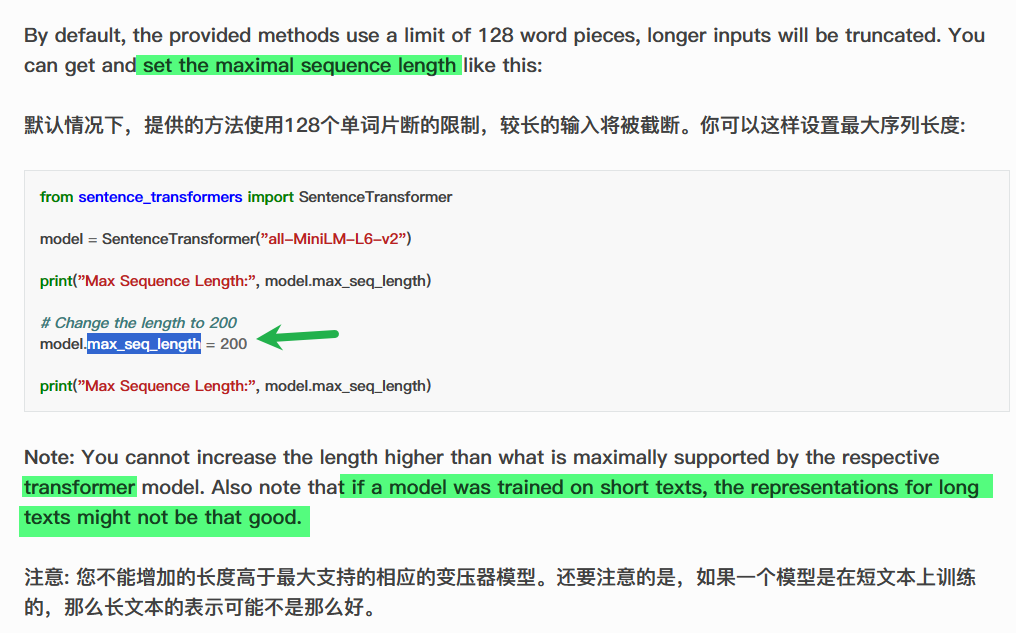 By default, the provided methods use a limit of 128 word pieces, longer inputs will be truncated. You
can get and set the maximal sequence length like this:
默认情况下，提供的方法使用128个单词片断的限制，较长的输入将被截断。你可以这样设置最大序列长度:
from sentence_transformers import SentenceTransformer
model = SentenceTransformer("all-MiniLM-L6-v2")
print("Max Sequence Length:", model.max_seq_length)
# Change the length to 200
model.max_seq_length = 200
print("Max Sequence Length:", model.max_seq_length)
Note: You cannot increase the length higher than what is maximally supported by the respective
transformer model. Also note that if a model was trained on short texts, the representations for long
texts might not be that good.
注意: 您不能增加的长度高于最大支持的相应的变压器模型。还要注意的是，如果一个模型是在短文本上训练
的，那么长文本的表示可能不是那么好。